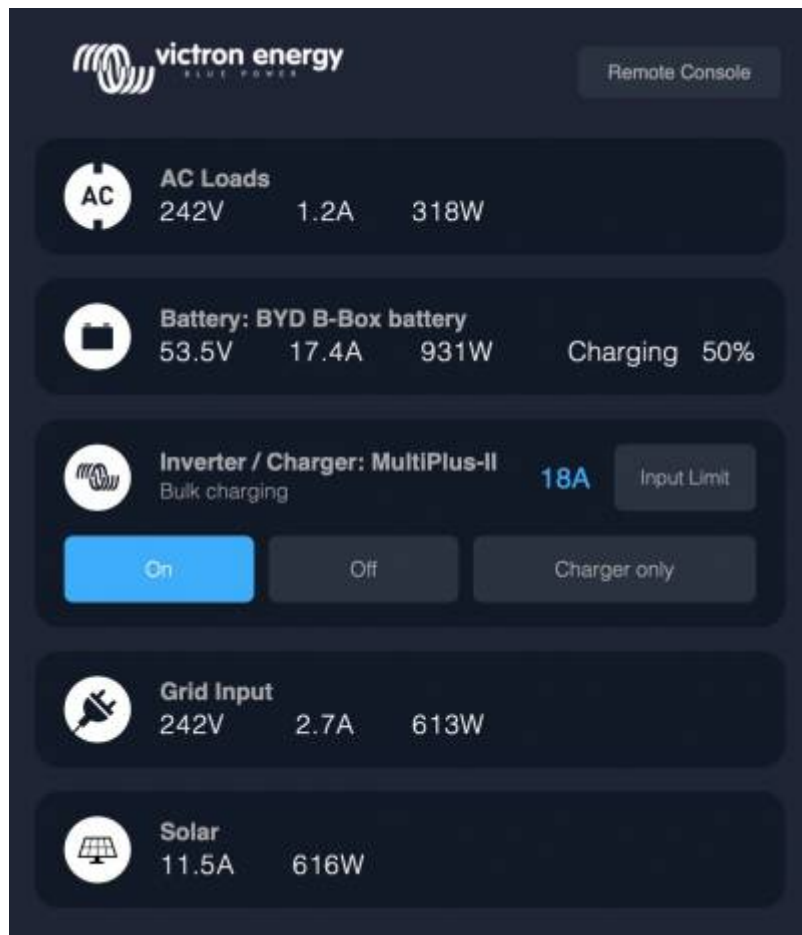 victron energy
BLUE POWER
Remote Console
AC
AC Loads
242V 1.2A 318W
Battery: BYD B-Box battery
53.5V 17.4A 931W Charging 50%
Inverter / Charger: MultiPlus-II
Bulk charging
18A Input Limit
On Off Charger only
Grid Input
242V 2.7A 613W
Solar
11.5A 616W